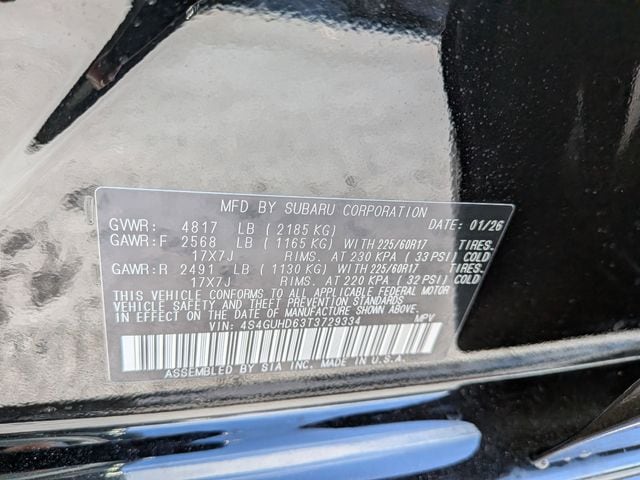 MFD BY SUBARU CORPORATION
GVWR: 4817 LB (2185 KG) DATE: 01/26
GAWR:F 2568 LB (1165 KG) WITH 225/60R17 TIRES.
17X7J RIMS. AT 230 KPA (33 PSI) COLD
GAWR:R 2491 LB (1130 KG) WITH 225/60R17 TIRES.
17X7J RIMS. AT 220 KPA (32 PSI) COLD
THIS VEHICLE CONFORMS TO ALL APPLICABLE FEDERAL MOTOR
VEHICLE SAFETY AND THEFT PREVENTION STANDARDS
IN EFFECT ON THE DATE OF MANUFACTURE SHOWN ABOVE.
VIN: 4S4GUHD63T3729334 MPV
ASSEMBLED BY SIA INC. MADE IN U.S.A.